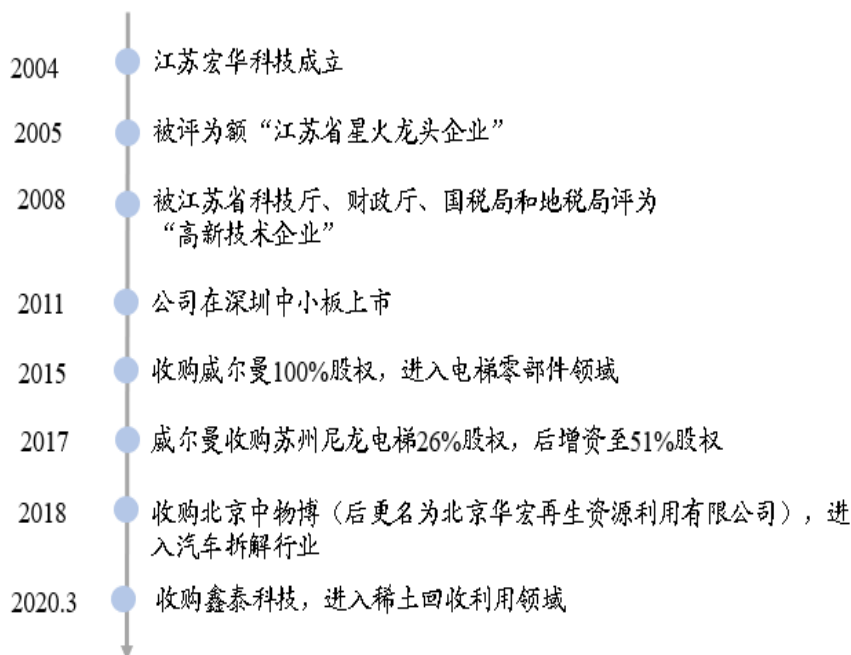 2004 江苏宏华科技成立
2005 被评为额“江苏省星火龙头企业”
2008 被江苏省科技厅、财政厅、国税局和地税局评为
“高新技术企业”
2011 公司在深圳中小板上市
2015 收购威尔曼100%股权，进入电梯零部件领域
2017 威尔曼收购苏州尼龙电梯26%股权，后增资至51%股权
2018 收购北京中物博（后更名为北京华宏再生资源利用有限公司），进
入汽车拆解行业
2020.3 收购鑫泰科技，进入稀土回收利用领域